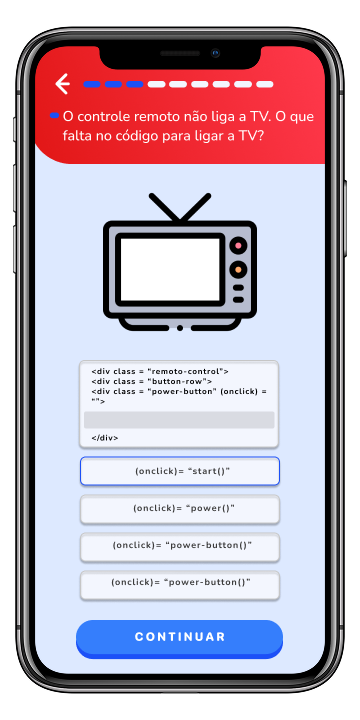 O controle remoto não liga a TV. O que
falta no código para ligar a TV?
<div class = "remoto-control">
<div class = "button-row">
<div class = "power-button" (onclick) =
"">
</div>
(onclick)= "start()"
(onclick)= "power()"
(onclick)= "power-button()"
(onclick)= "power-button()"
CONTINUAR